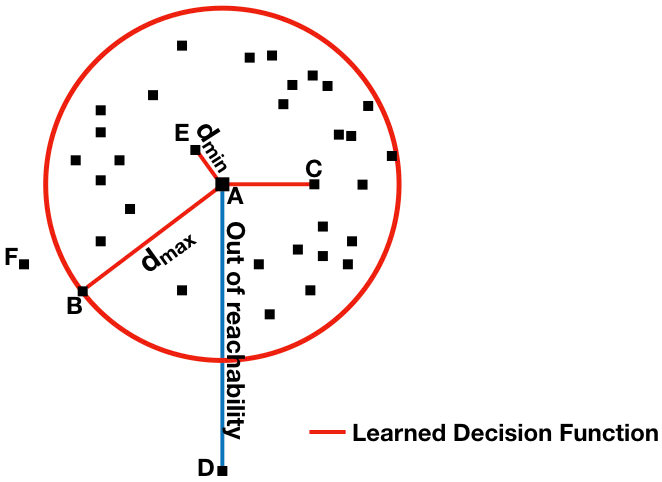 E
dmin
C
A
F
dmax
B
Out of reachability
Learned Decision Function
D